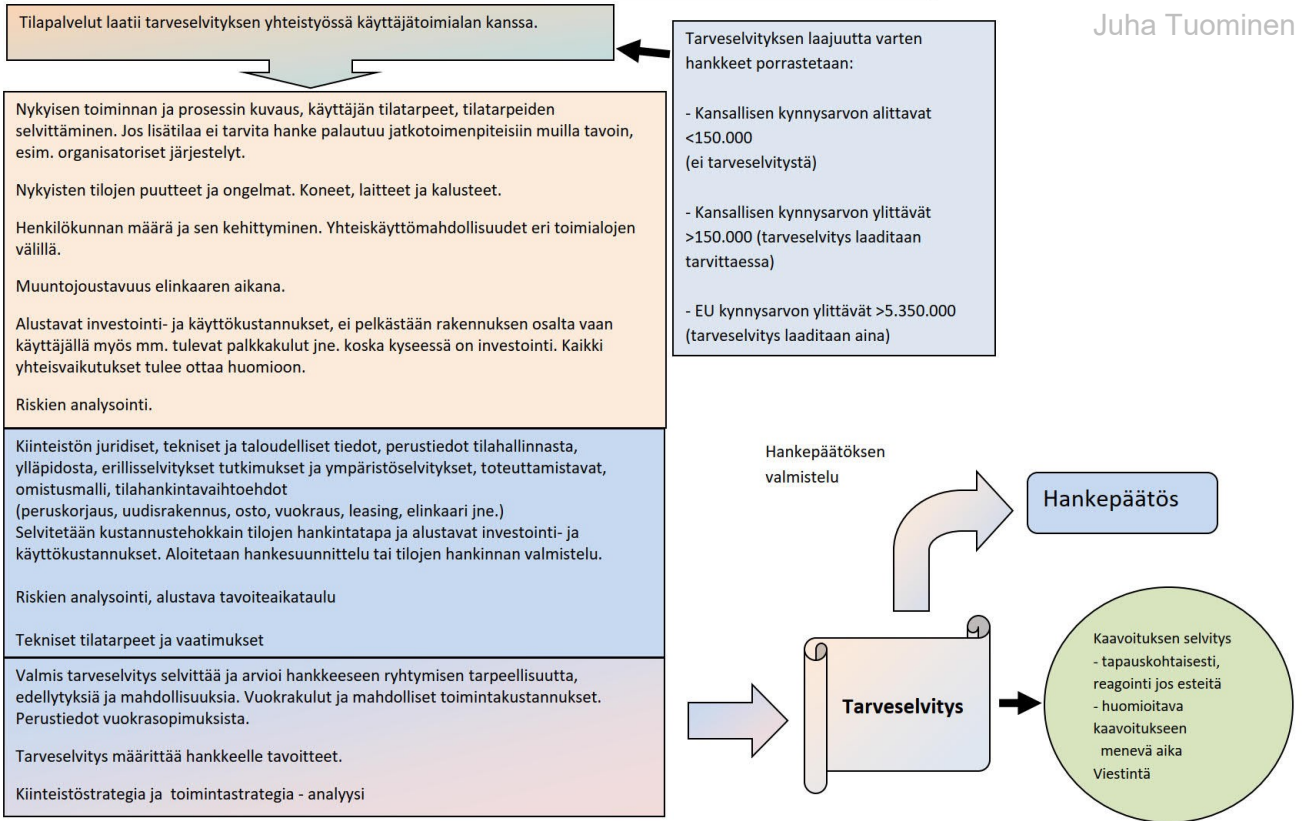 Juha Tuominen
Tilapalvelut laatii tarveselvityksen yhteistyössä käyttäjätoimialan kanssa.
Tarveselvityksen laajuutta varten
hankkeet porrastetaan:
- Kansallisen kynnysarvon alittavat
<150.000
(ei tarveselvitystä)
- Kansallisen kynnysarvon ylittävät
>150.000 (tarveselvitys laaditaan
tarvittaessa)
- EU kynnysarvon ylittävät >5.350.000
(tarveselvitys laaditaan aina)
Nykyisen toiminnan ja prosessin kuvaus, käyttäjän tilatarpeet, tilatarpeiden
selvittäminen. Jos lisätilaa ei tarvita hanke palautuu jatkotoimenpiteisiin muilla tavoin,
esim. organisatoriset järjestelyt.
Nykyisten tilojen puutteet ja ongelmat. Koneet, laitteet ja kalusteet.
Henkilökunnan määrä ja sen kehittyminen. Yhteiskäyttömahdollisuudet eri toimialojen
välillä.
Muuntojoustavuus elinkaaren aikana.
Alustavat investointi- ja käyttökustannukset, ei pelkästään rakennuksen osalta vaan
käyttäjällä myös mm. tulevat palkkakulut jne. koska kyseessä on investointi. Kaikki
yhteisvaikutukset tulee ottaa huomioon.
Riskien analysointi.
Kiinteistön juridiset, tekniset ja taloudelliset tiedot, perustiedot tilahallinnasta,
ylläpidosta, erillisselvitykset tutkimukset ja ympäristöselvitykset, toteuttamistavat,
omistusmalli, tilahankintavaihtoehdot
(peruskorjaus, uudisrakennus, osto, vuokraus, leasing, elinkaari jne.)
Selvitetään kustannustehokkain tilojen hankintatapa ja alustavat investointi- ja
käyttökustannukset. Aloitetaan hankesuunnittelu tai tilojen hankinnan valmistelu.
Riskien analysointi, alustava tavoiteaikataulu
Tekniset tilatarpeet ja vaatimukset
Valmis tarveselvitys selvittää ja arvioi hankkeeseen ryhtymisen tarpeellisuutta,
edellytyksiä ja mahdollisuuksia. Vuokrakulut ja mahdolliset toimintakustannukset.
Perustiedot vuokrasopimuksista.
Tarveselvitys määrittää hankkeelle tavoitteet.
Kiinteistöstrategia ja toimintastrategia - analyysi
Hankepäätöksen
valmistelu
Hankepäätös
Tarveselvitys
Kaavoituksen selvitys
- tapauskohtaisesti,
reagointi jos esteitä
- huomioitava
kaavoitukseen
menevä aika
Viestintä